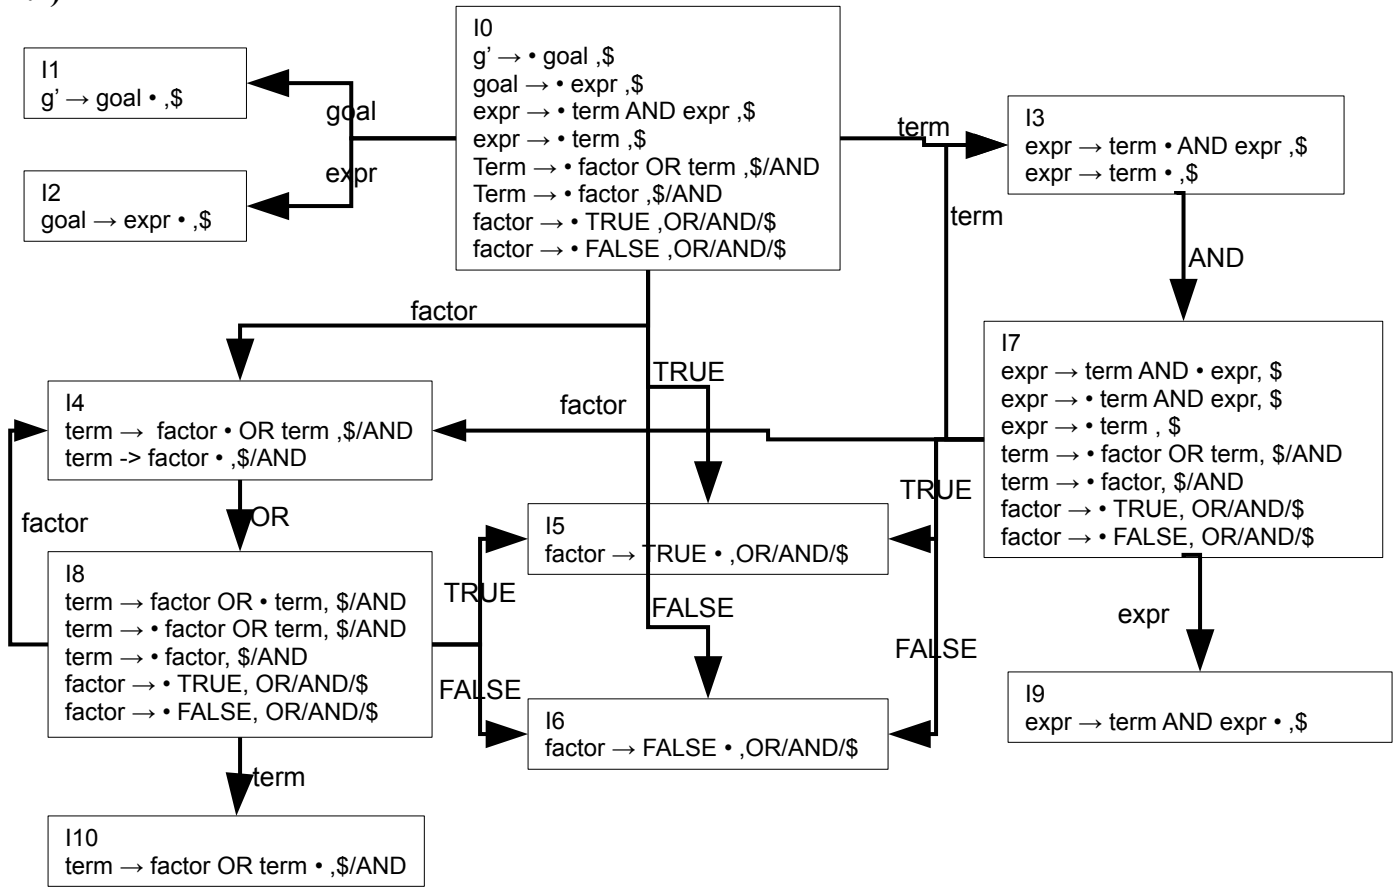 I0
g’ → • goal ,$
goal → • expr ,$
expr → • term AND expr ,$
expr → • term ,$
Term → • factor OR term ,$/AND
Term → • factor ,$/AND
factor → • TRUE ,OR/AND/$
factor → • FALSE ,OR/AND/$
I1
g’ → goal • ,$
goal
expr
I2
goal → expr • ,$
term
I3
expr → term • AND expr ,$
expr → term • ,$
term
AND
factor
I7
expr → term AND • expr, $
expr → • term AND expr, $
expr → • term , $
term → • factor OR term, $/AND
term → • factor, $/AND
factor → • TRUE, OR/AND/$
factor → • FALSE, OR/AND/$
TRUE
factor
I4
term → factor • OR term ,$/AND
term -> factor • ,$/AND
TRUE
factor
OR
I5
factor → TRUE • ,OR/AND/$
I8
term → factor OR • term, $/AND
term → • factor OR term, $/AND
term → • factor, $/AND
factor → • TRUE, OR/AND/$
factor → • FALSE, OR/AND/$
TRUE
FALSE
FALSE
expr
FALSE
I6
factor → FALSE • ,OR/AND/$
I9
expr → term AND expr • ,$
term
I10
term → factor OR term • ,$/AND